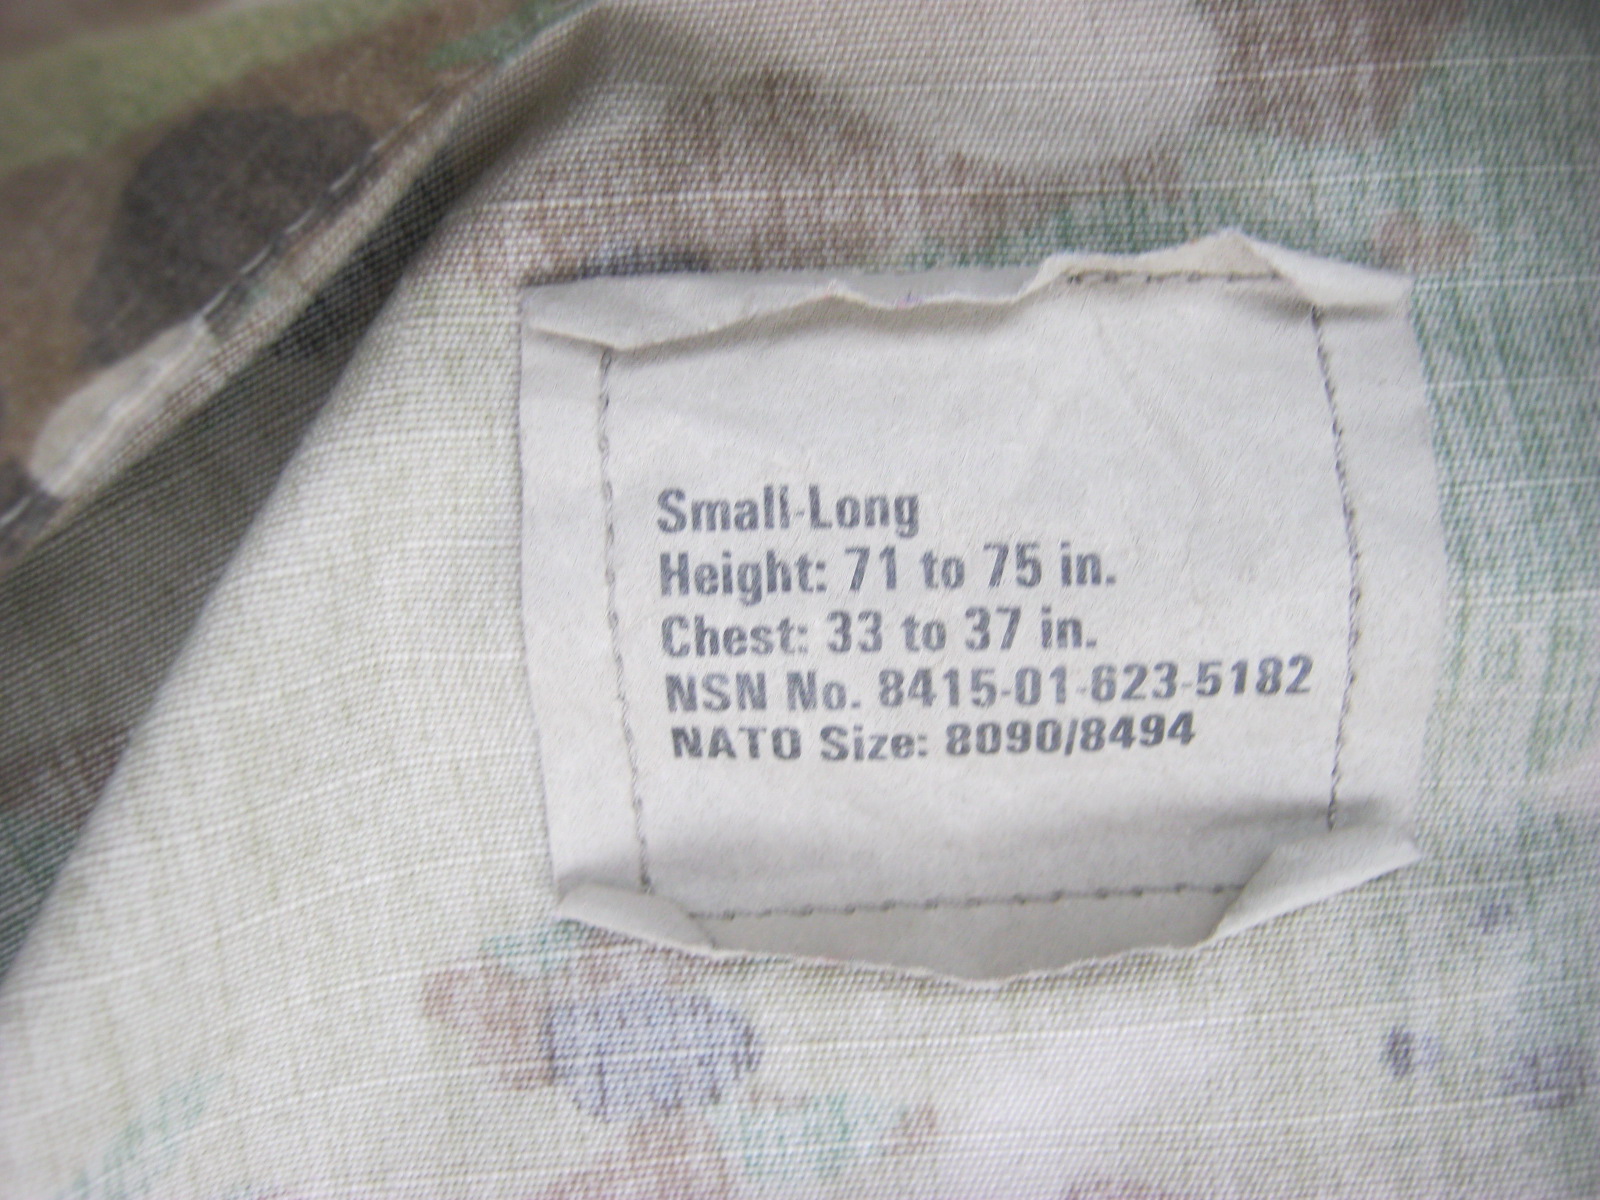 Small-Long
Height: 71 to 75 in.
Chest: 33 to 37 in.
NSN No. 8415-01-623-5182
NATO Size: 8090/8494